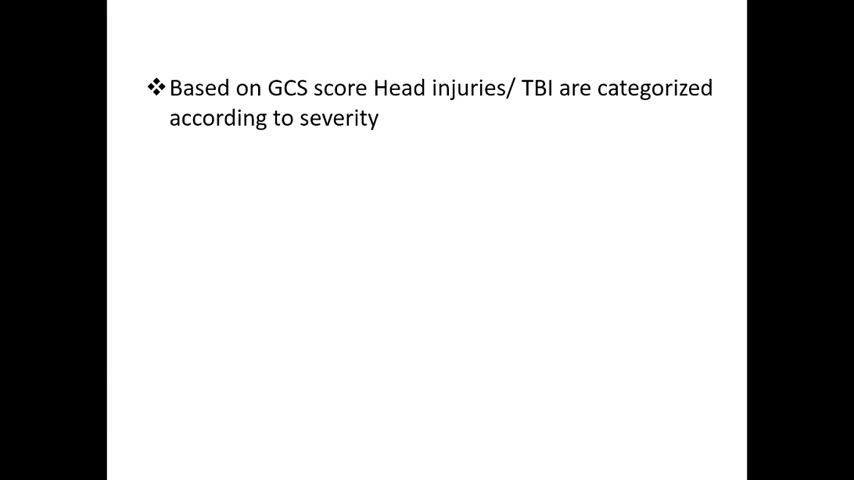 ❖Based on GCS score Head injuries/ TBI are categorized
according to severity